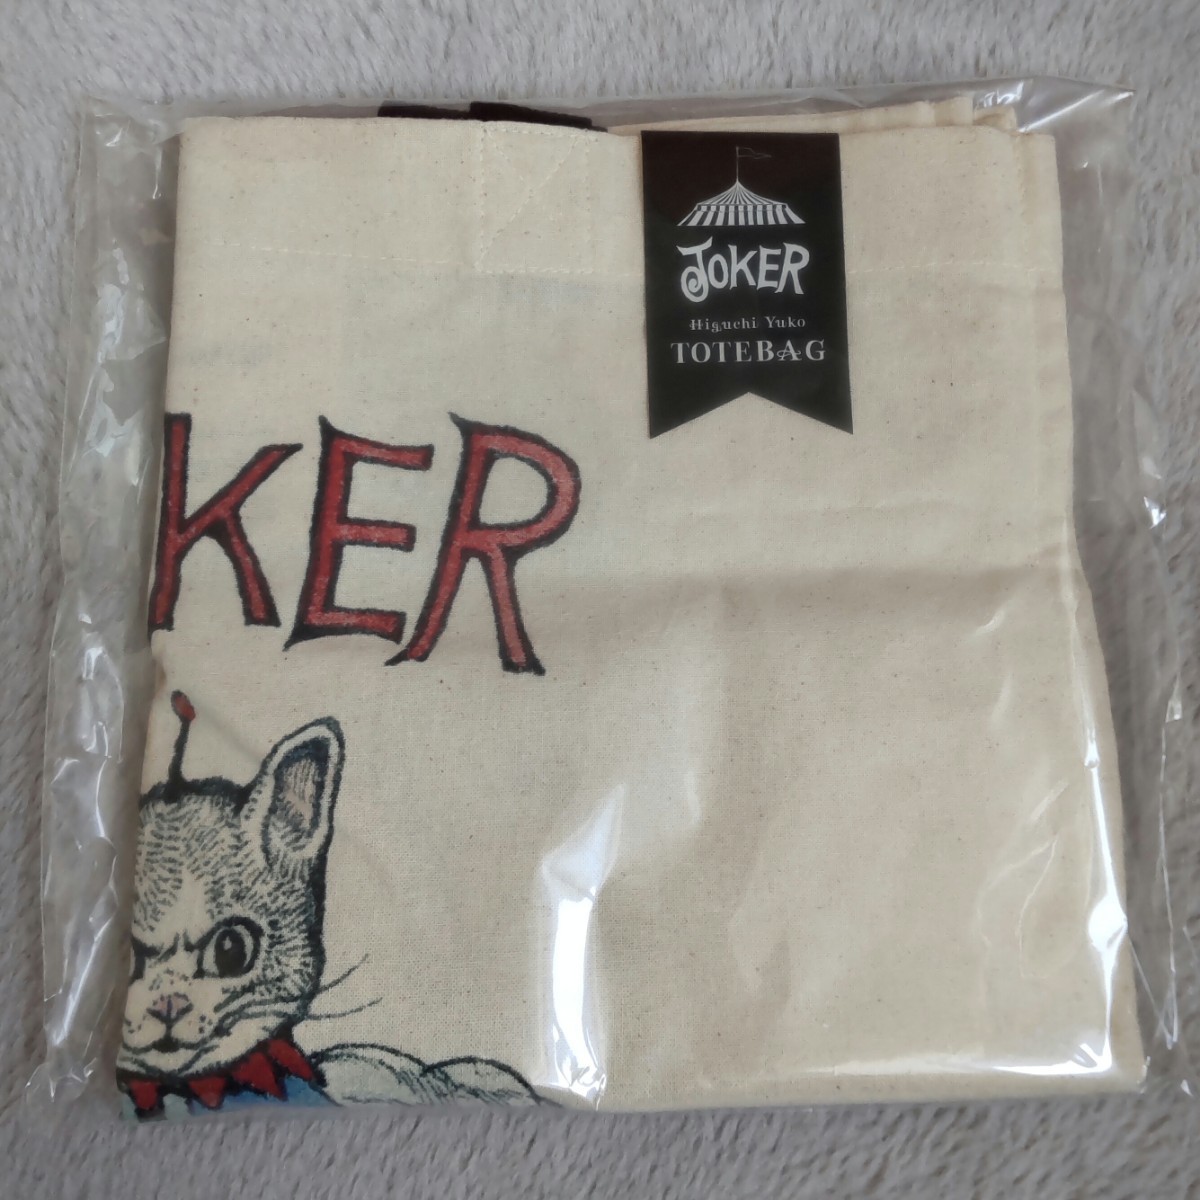 JOKER
Higuchi Yuko
TOTEBAG
KER